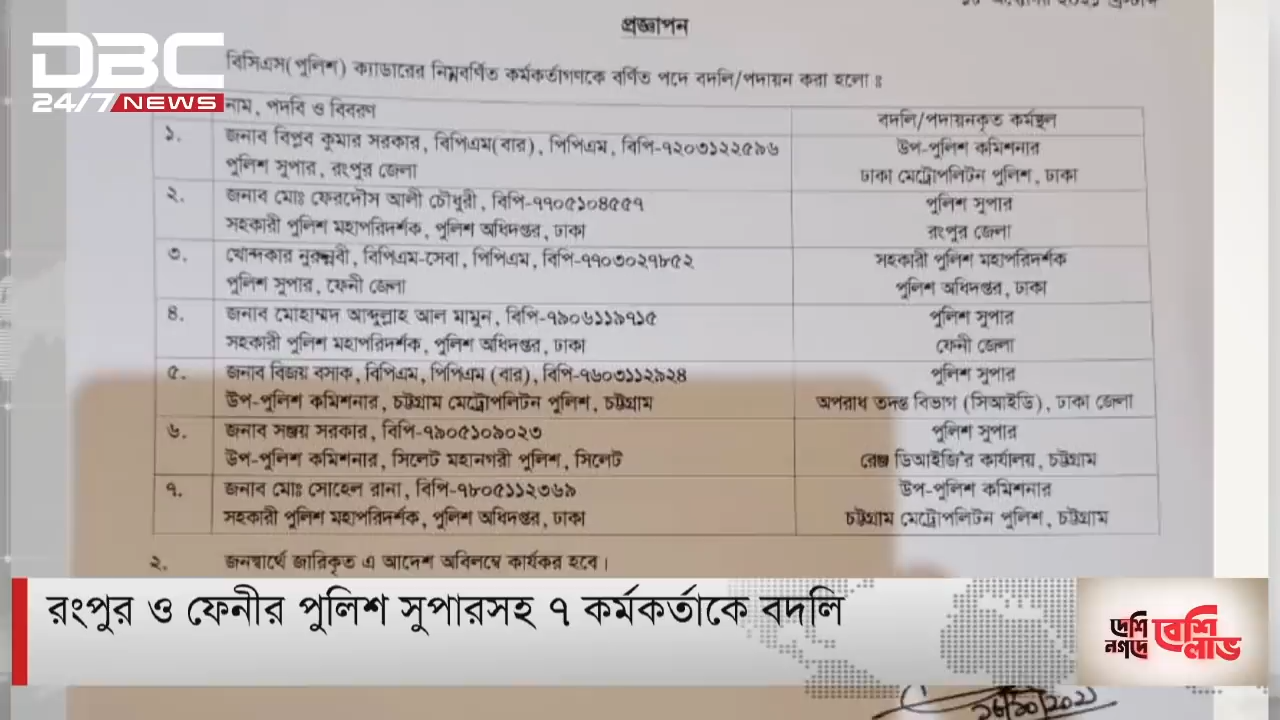 প্রজ্ঞাপন
DBC
24/7 NEWS
বিসিএস(পুলিশ) ক্যাডারের নিম্নবর্ণিত কর্মকর্তাগণকে বর্ণিত পদে বদলি/পদায়ন করা হলো ঃ
নাম, পদবি ও বিবরণ
বদলি/পদায়নকৃত কর্মস্থল
১. জনাব বিপ্লব কুমার সরকার, বিপিএম(বার), পিপিএম, বিপি-৭২০৩১২২৫৯৬
উপ-পুলিশ কমিশনার
পুলিশ সুপার, রংপুর জেলা
ঢাকা মেট্রোপলিটন পুলিশ, ঢাকা
২. জনাব মোঃ ফেরদৌস আলী চৌধুরী, বিপি-৭৭০৫১০৪৫৫৭
পুলিশ সুপার
সহকারী পুলিশ মহাপরিদর্শক, পুলিশ অধিদপ্তর, ঢাকা
রংপুর জেলা
৩. খোন্দকার নুরুন্নবী, বিপিএম-সেবা, পিপিএম, বিপি-৭৭০৩০২৭৮৫২
সহকারী পুলিশ মহাপরিদর্শক
পুলিশ সুপার, ফেনী জেলা
পুলিশ অধিদপ্তর, ঢাকা
৪. জনাব মোহাম্মদ আব্দুল্লাহ আল মামুন, বিপি-৭৯০৬১১৯৭১৫
পুলিশ সুপার
সহকারী পুলিশ মহাপরিদর্শক, পুলিশ অধিদপ্তর, ঢাকা
ফেনী জেলা
৫. জনাব বিজয় বসাক, বিপিএম, পিপিএম (বার), বিপি-৭৬০৩১১২৯২৪
পুলিশ সুপার
উপ-পুলিশ কমিশনার, চট্টগ্রাম মেট্রোপলিটন পুলিশ, চট্টগ্রাম
অপরাধ তদন্ত বিভাগ (সিআইডি), ঢাকা জেলা
৬. জনাব সঞ্জয় সরকার, বিপি-৭৯০৫১০৯০২৩
পুলিশ সুপার
উপ-পুলিশ কমিশনার, সিলেট মহানগরী পুলিশ, সিলেট
রেঞ্জ ডিআইজি'র কার্যালয়, চট্টগ্রাম
৭. জনাব মোঃ সোহেল রানা, বিপি-৭৮০৫১১২৩৬৯
উপ-পুলিশ কমিশনার
সহকারী পুলিশ মহাপরিদর্শক, পুলিশ অধিদপ্তর, ঢাকা
চট্টগ্রাম মেট্রোপলিটন পুলিশ, চট্টগ্রাম
২. জনস্বার্থে জারিকৃত এ আদেশ অবিলম্বে কার্যকর হবে।
রংপুর ও ফেনীর পুলিশ সুপারসহ ৭ কর্মকর্তাকে বদলি
দেশি বেশি
নগদে লাভ
১৬/১০/২০২১